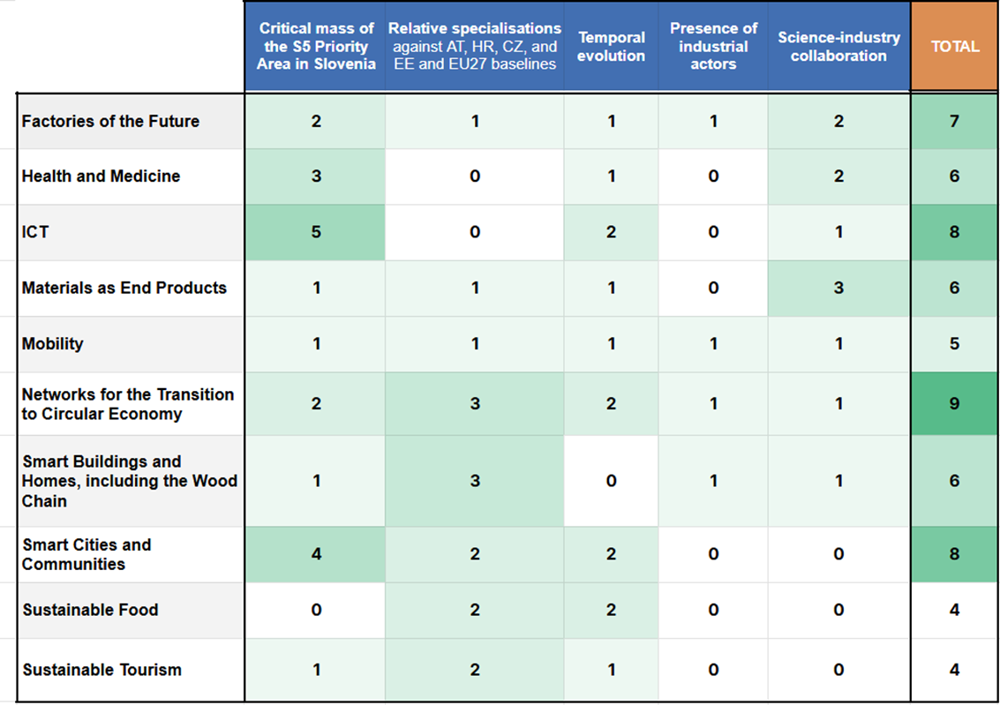 Critical mass of
the S5 Priority
Area in Slovenia
Relative specialisations
against AT, HR, CZ, and
EE and EU27 baselines
Temporal
evolution
Presence of
industrial
actors
Science-industry
collaboration
TOTAL
Factories of the Future 2 1 1 1 2 7
Health and Medicine 3 0 1 0 2 6
ICT 5 0 2 0 1 8
Materials as End Products 1 1 1 0 3 6
Mobility 1 1 1 1 1 5
Networks for the Transition
to Circular Economy 2 3 2 1 1 9
Smart Buildings and
Homes, including the Wood
Chain 1 3 0 1 1 6
Smart Cities and
Communities 4 2 2 0 0 8
Sustainable Food 0 2 2 0 0 4
Sustainable Tourism 1 2 1 0 0 4